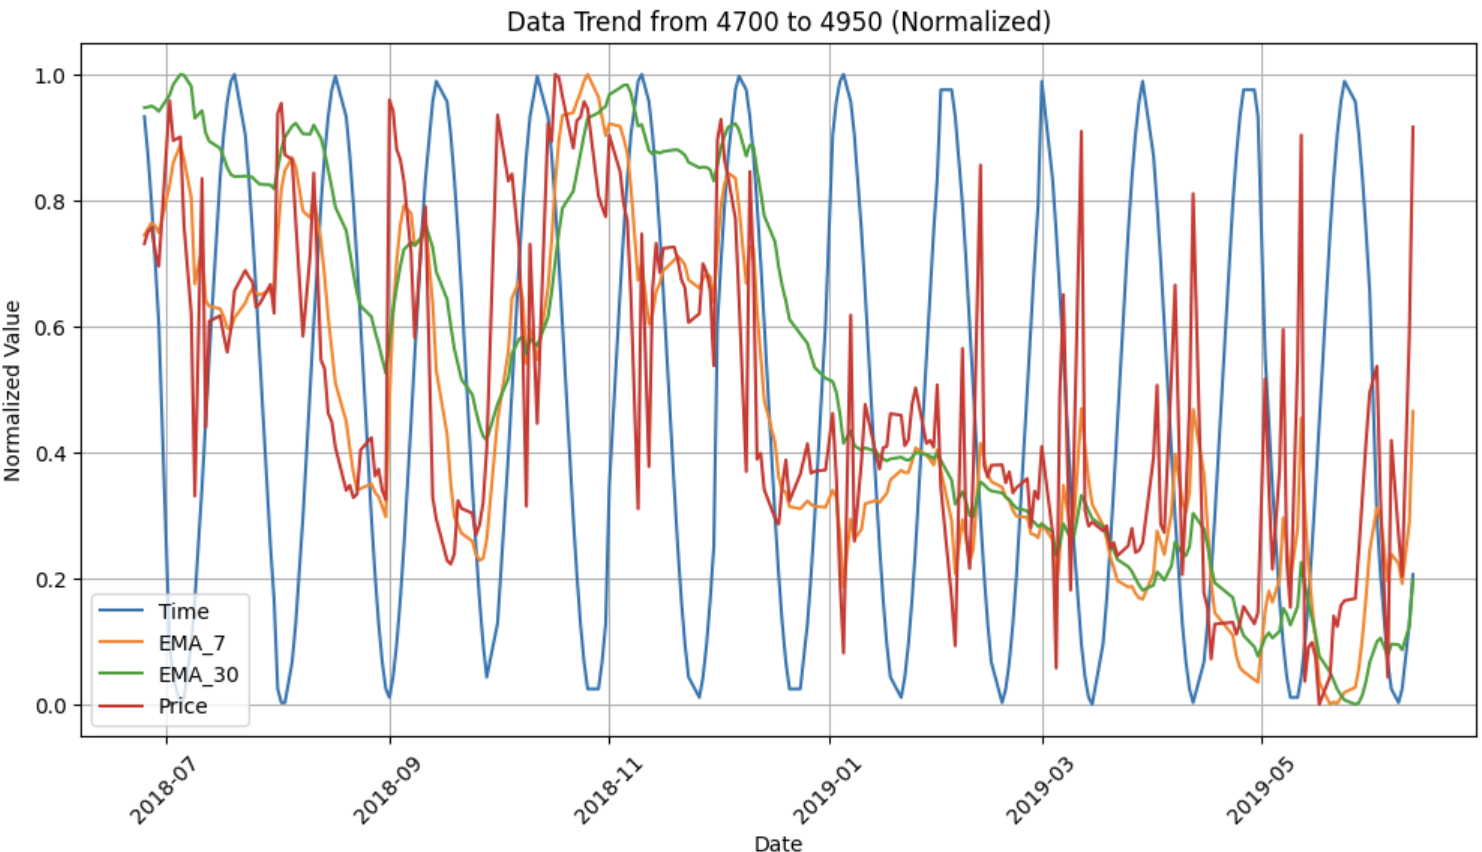 Data Trend from 4700 to 4950 (Normalized)
Normalized Value
1.0
0.8
0.6
0.4
0.2
0.0
Time
EMA_7
EMA_30
Price
2018-07
2018-09
2018-11
2019-01
2019-03
2019-05
Date